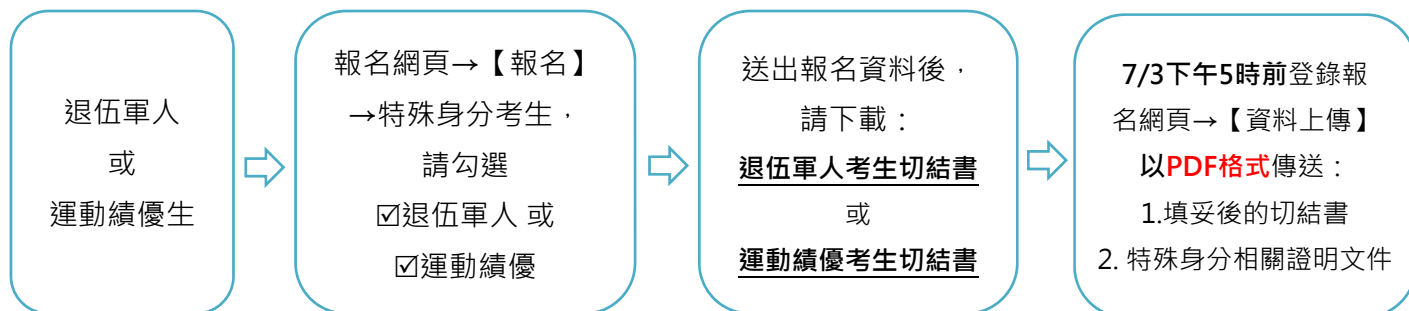 退伍軍人
或
運動績優生
報名網頁→【報名】
→特殊身分考生，
請勾選
☑退伍軍人 或
☑運動績優
送出報名資料後，
請下載：
退伍軍人考生切結書
或
運動績優考生切結書
7/3下午5時前登錄報
名網頁→【資料上傳】
以PDF格式傳送：
1.填妥後的切結書
2. 特殊身分相關證明文件